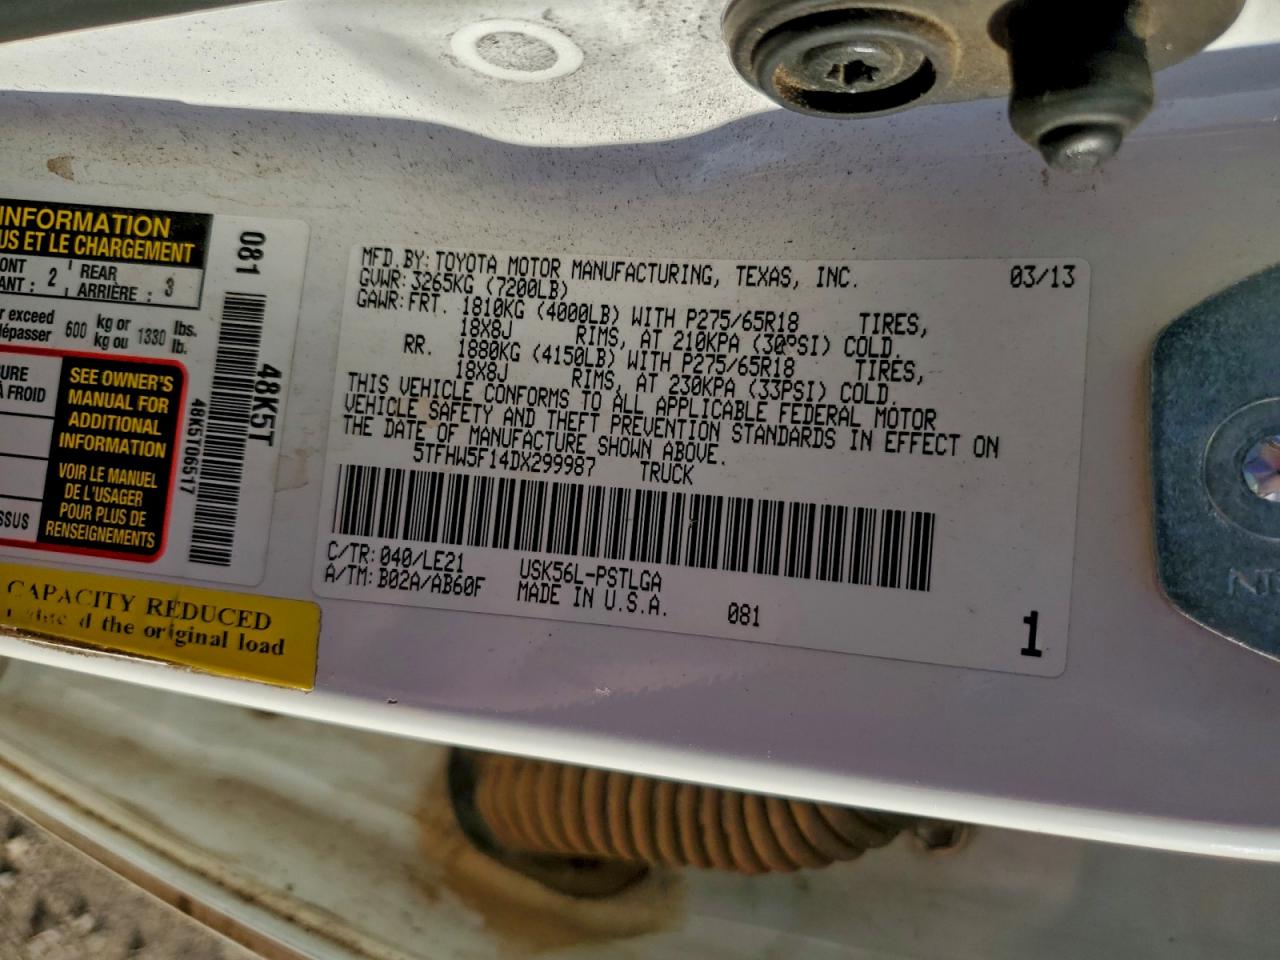 INFORMATION
US ET LE CHARGEMENT
ONT
ANT : 2
REAR
ARRIÈRE : 3
r exceed
dépasser 600 kg or
kg ou 1330 lbs.
lb.
URE
À FROID
SSUS
SEE OWNER'S
MANUAL FOR
ADDITIONAL
INFORMATION
VOIR LE MANUEL
DE L'USAGER
POUR PLUS DE
RENSEIGNEMENTS
081
48K5T
48K5T06517
CAPACITY REDUCED
d the original load
MFD.BY:TOYOTA MOTOR MANUFACTURING, TEXAS, INC. 03/13
GVWR:3265KG (7200LB)
GAWR:FRT. 1810KG (4000LB) WITH P275/65R18 TIRES,
18X8J RIMS, AT 210KPA (30PSI) COLD.
RR. 1880KG (4150LB) WITH P275/65R18 TIRES,
18X8J RIMS, AT 230KPA (33PSI) COLD.
THIS VEHICLE CONFORMS TO ALL APPLICABLE FEDERAL MOTOR
VEHICLE SAFETY AND THEFT PREVENTION STANDARDS IN EFFECT ON
THE DATE OF MANUFACTURE SHOWN ABOVE.
5TFHW5F14DX299987 TRUCK
C/TR:040/LE21 USK56L-PSTLGA
A/TM:B02A/AB60F MADE IN U.S.A. 081
1